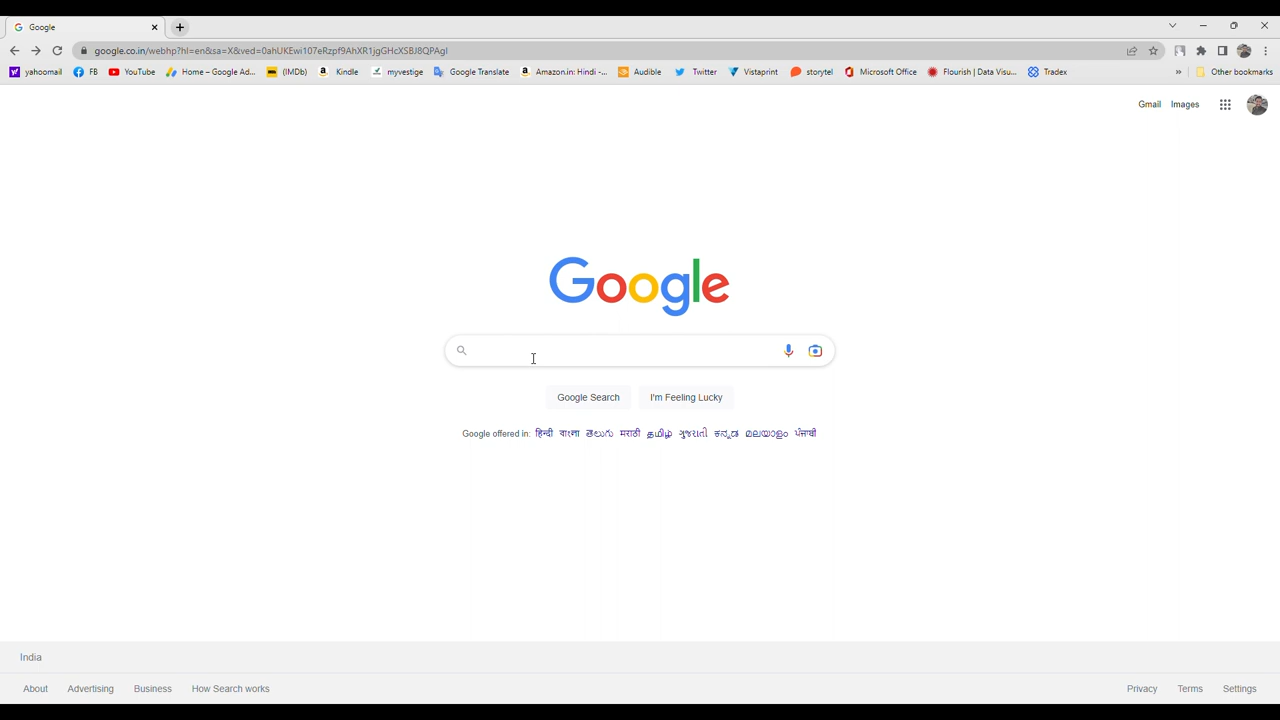 Google
google.co.in/webhp?hl=en&sa=X&ved=0ahUKEwi107eRzpf9AhXR1jgGHcXSBJ8QPAgI
yahoomail FB YouTube Home – Google Ad... (IMDb) Kindle myvestige Google Translate Amazon.in: Hindi -... Audible Twitter Vistaprint storytel Microsoft Office Flourish | Data Visu... Tradex » Other bookmarks
Gmail Images
Google
Google Search I'm Feeling Lucky
Google offered in: हिन्दी বাংলা తెలుగు मराठी தமிழ் ગુજરાતી ಕನ್ನಡ മലയാളം ਪੰਜਾਬੀ
India
About Advertising Business How Search works Privacy Terms Settings